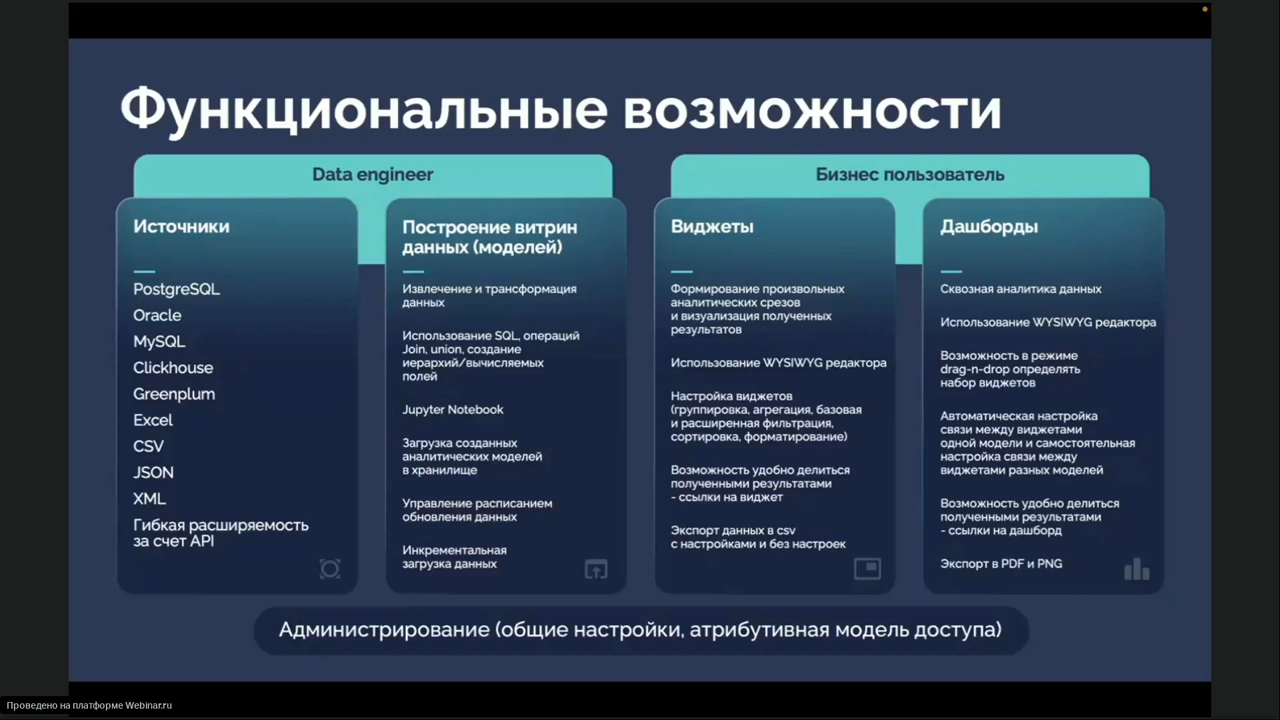 Функциональные возможности
Data engineer
Бизнес пользователь
Источники
PostgreSQL
Oracle
MySQL
Clickhouse
Greenplum
Excel
CSV
JSON
XML
Гибкая расширяемость
за счет API
Построение витрин
данных (моделей)
Извлечение и трансформация
данных
Использование SQL, операций
Join, union, создание
иерархий/вычисляемых
полей
Jupyter Notebook
Загрузка созданных
аналитических моделей
в хранилище
Управление расписанием
обновления данных
Инкрементальная
загрузка данных
Виджеты
Формирование произвольных
аналитических срезов
и визуализация полученных
результатов
Использование WYSIWYG редактора
Настройка виджетов
(группировка, агрегация, базовая
и расширенная фильтрация,
сортировка, форматирование)
Возможность удобно делиться
полученными результатами
- ссылки на виджет
Экспорт данных в csv
с настройками и без настроек
Дашборды
Сквозная аналитика данных
Использование WYSIWYG редактора
Возможность в режиме
drag-n-drop определять
набор виджетов
Автоматическая настройка
связи между виджетами
одной модели и самостоятельная
настройка связи между
виджетами разных моделей
Возможность удобно делиться
полученными результатами
- ссылки на дашборд
Экспорт в PDF и PNG
Администрирование (общие настройки, атрибутивная модель доступа)
Проведено на платформе Webinar.ru